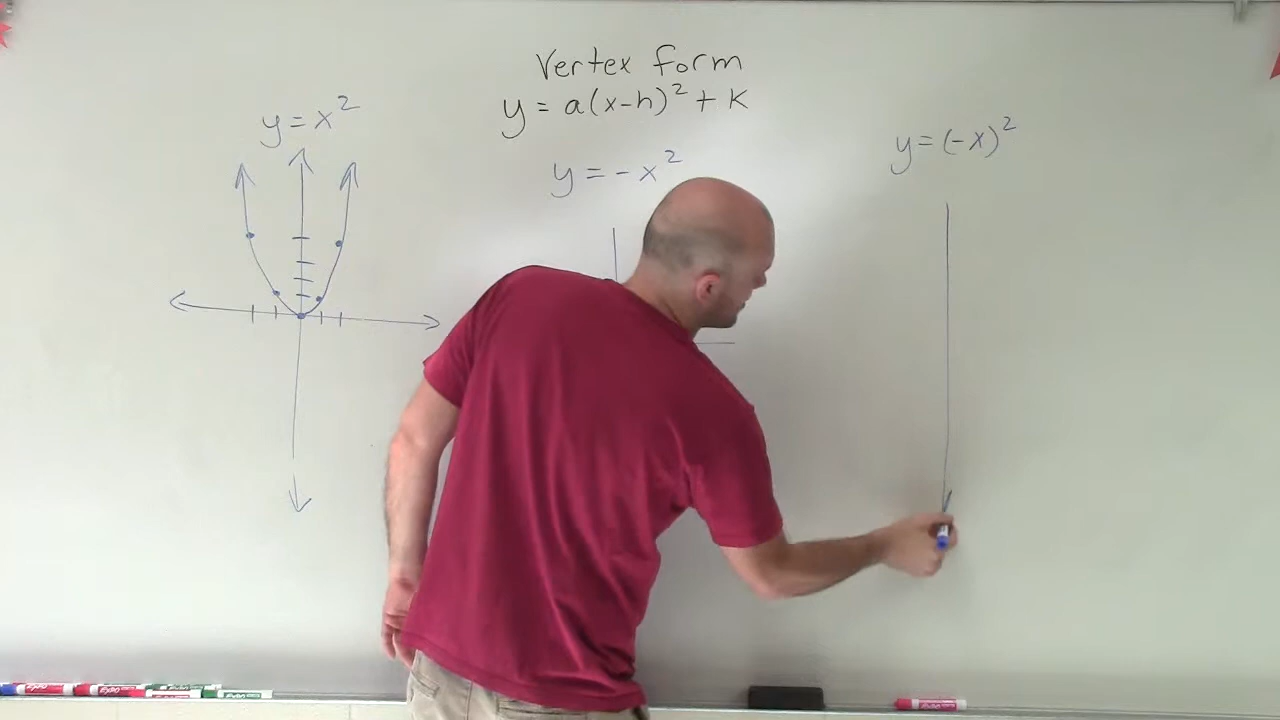 Vertex form
y = a(x-h)² + k
y = x²
y = -x²
y = (-x)²